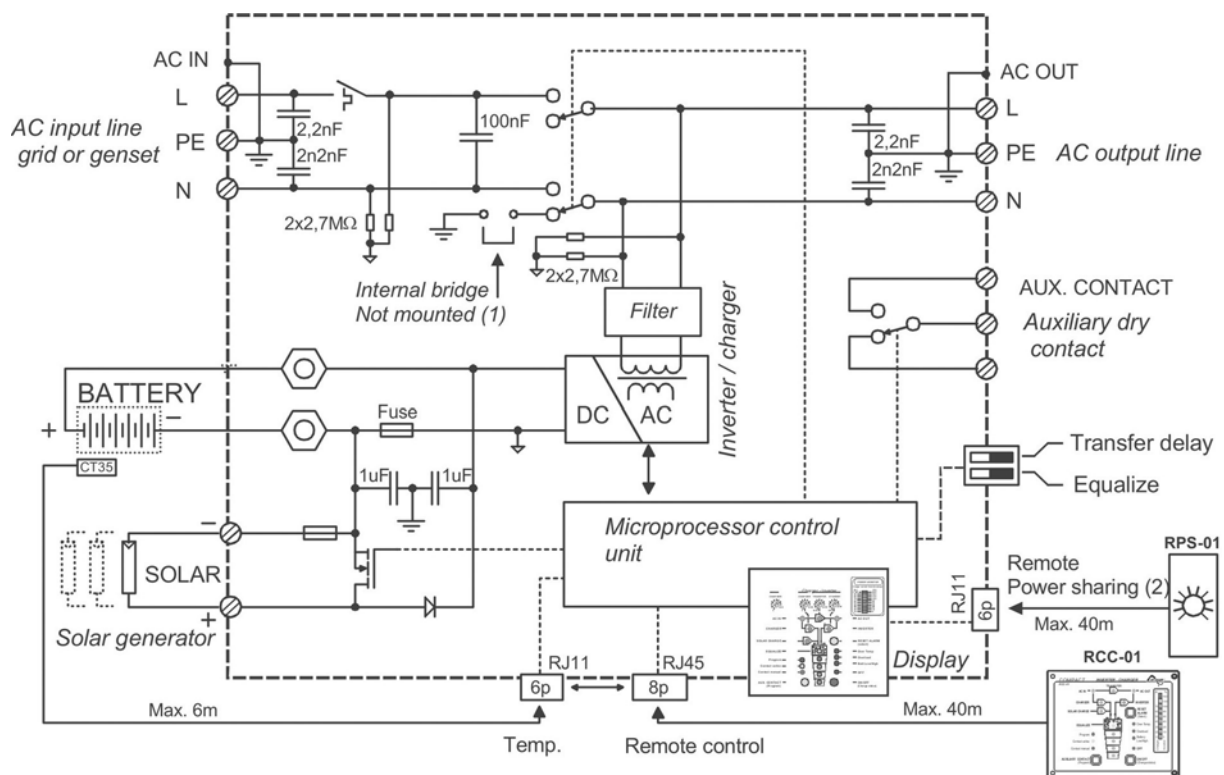 AC IN
L
AC input line
grid or genset
PE
N
2,2nF
2n2nF
100nF
2x2,7MΩ
Internal bridge
Not mounted (1)
2x2,7MΩ
Filter
AC OUT
L
2,2nF
2n2nF
PE
AC output line
N
AUX. CONTACT
Auxiliary dry
contact
BATTERY
+
−
CT35
Fuse
DC
AC
Inverter / charger
1uF
1uF
Transfer delay
Equalize
−
SOLAR
+
Solar generator
Microprocessor control
unit
Display
RJ11
6p
Remote
Power sharing (2)
Max. 40m
RPS-01
RCC-01
RJ11
6p
RJ45
8p
Max. 6m
Temp.
Remote control
Max. 40m